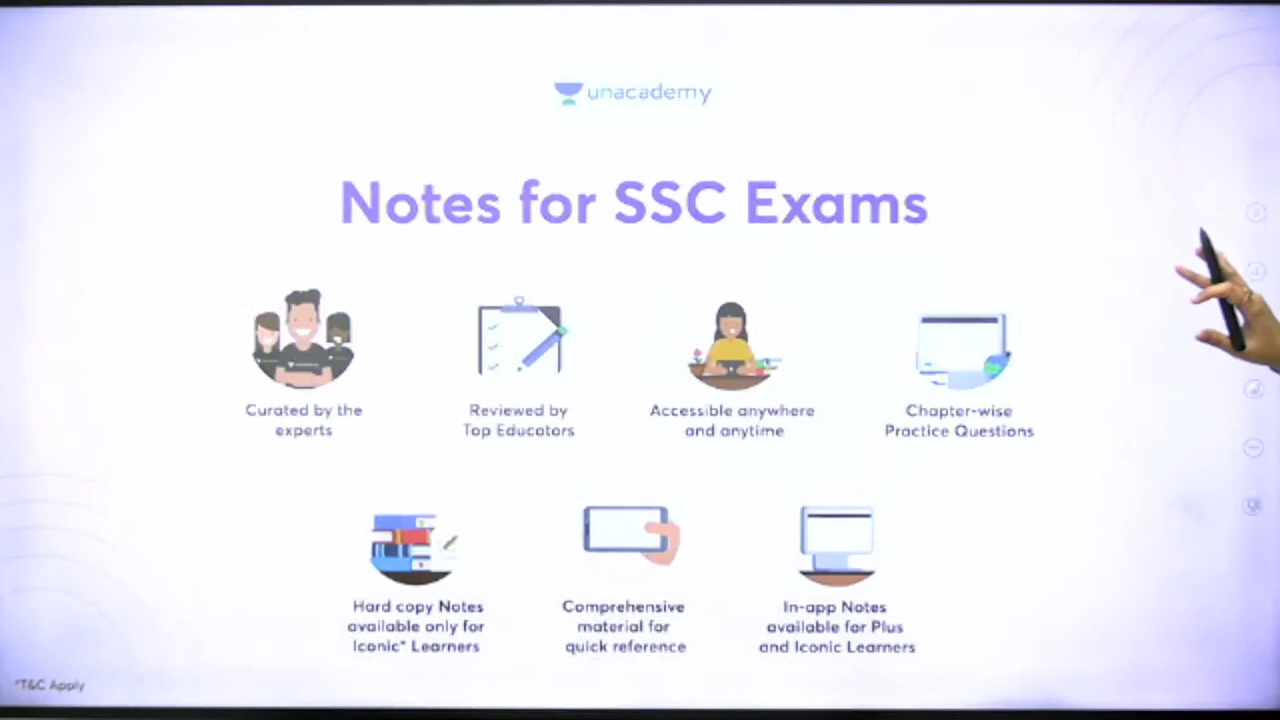 unacademy
Notes for SSC Exams
Curated by the
experts
Reviewed by
Top Educators
Accessible anywhere
and anytime
Chapter-wise
Practice Questions
Hard copy Notes
available only for
Iconic* Learners
Comprehensive
material for
quick reference
In-app Notes
available for Plus
and Iconic Learners
*T&C Apply